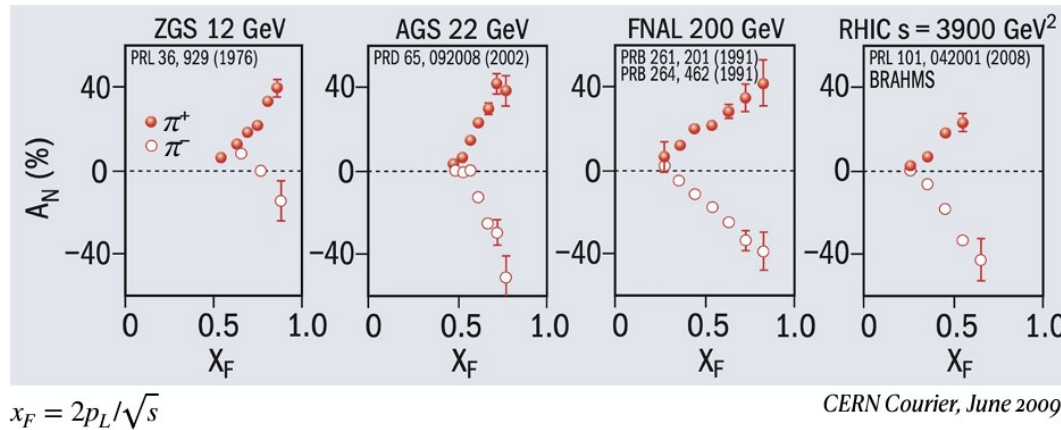 ZGS 12 GeV
AGS 22 GeV
FNAL 200 GeV
RHIC s = 3900 GeV²
PRL 36, 929 (1976)
PRD 65, 092008 (2002)
PRB 261, 201 (1991)
PRB 264, 462 (1991)
PRL 101, 042001 (2008)
BRAHMS
π⁺
π⁻
A_N (%)
40
0
−40
40
0
−40
40
0
−40
40
0
−40
0 0.5 1.0
0 0.5 1.0
0 0.5 1.0
0 0.5 1.0
X_F
X_F
X_F
X_F
x_F = 2p_L/√s
CERN Courier, June 2009